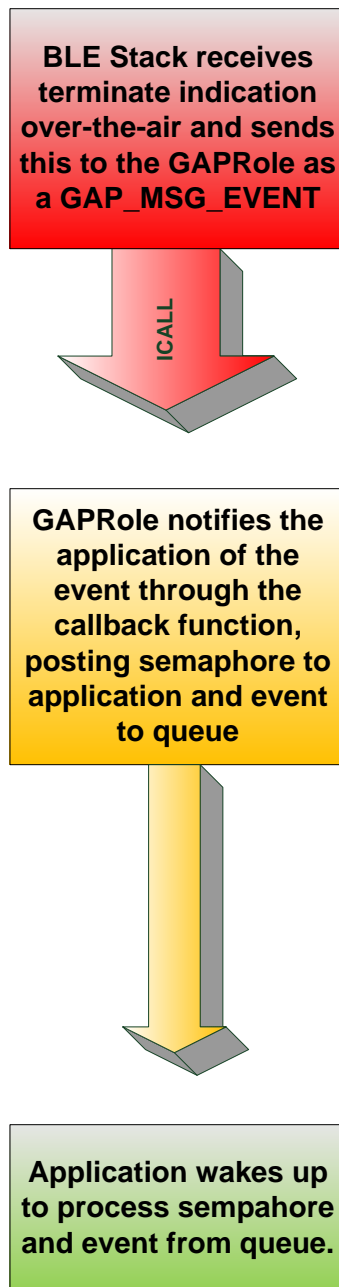 BLE Stack receives
terminate indication
over-the-air and sends
this to the GAPRole as
a GAP_MSG_EVENT
ICALL
GAPRole notifies the
application of the
event through the
callback function,
posting semaphore to
application and event
to queue
Application wakes up
to process sempahore
and event from queue.